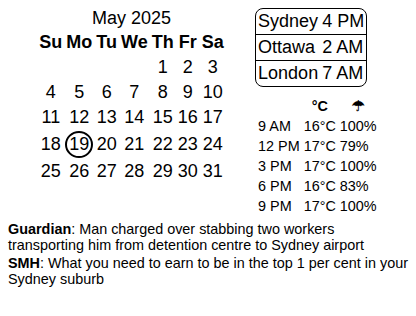 May 2025
Su Mo Tu We Th Fr Sa
1 2 3
4 5 6 7 8 9 10
11 12 13 14 15 16 17
18 19 20 21 22 23 24
25 26 27 28 29 30 31
Sydney 4 PM
Ottawa 2 AM
London 7 AM
°C ☂
9 AM 16°C 100%
12 PM 17°C 79%
3 PM 17°C 100%
6 PM 16°C 83%
9 PM 17°C 100%
Guardian: Man charged over stabbing two workers
transporting him from detention centre to Sydney airport
SMH: What you need to earn to be in the top 1 per cent in your
Sydney suburb